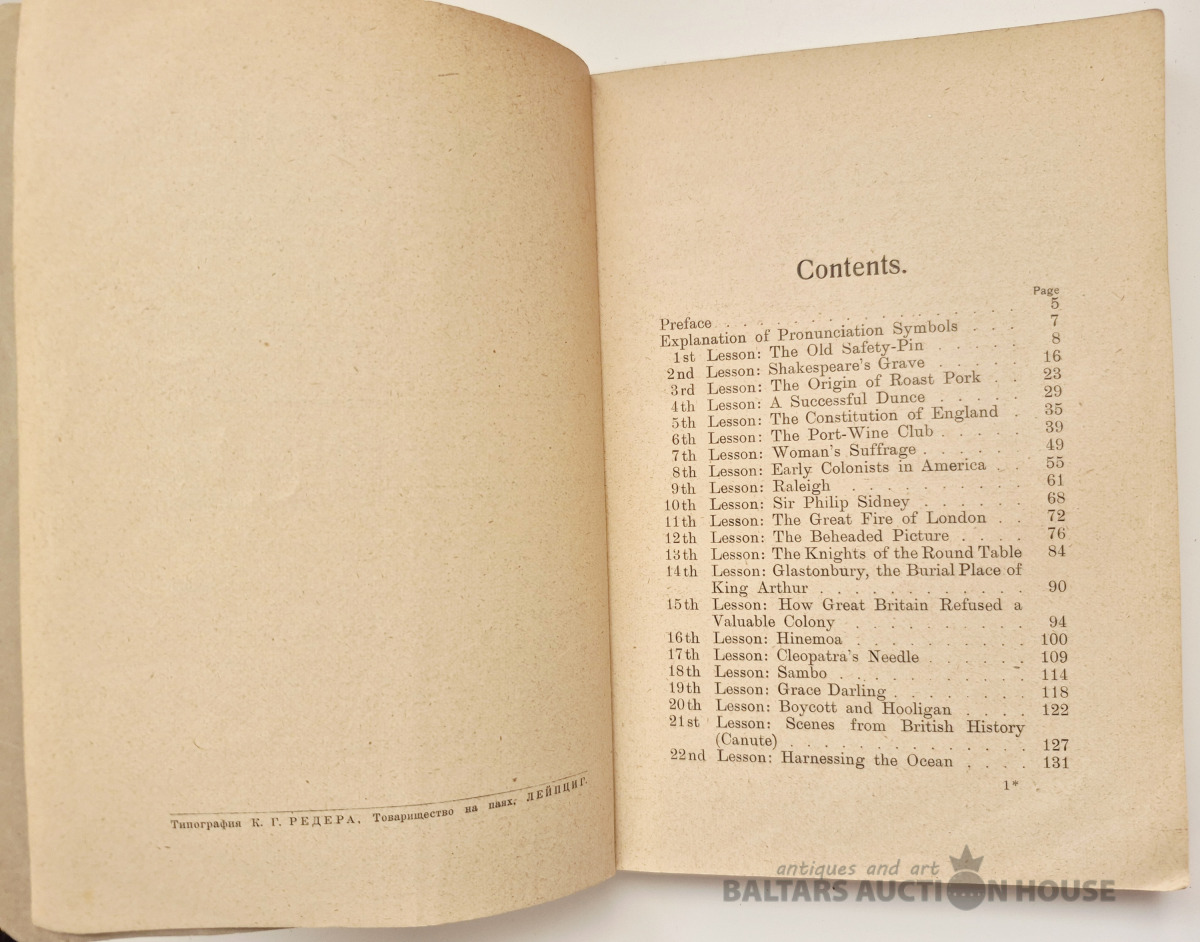 Типография К. Г. РЕДЕРА, Товарищество на паях, ЛЕЙПЦИГ.
Contents.
Page
Preface . . . . . . . . . . . . . . . . . 5
Explanation of Pronunciation Symbols . . . 7
1st Lesson: The Old Safety-Pin . . . . . 8
2nd Lesson: Shakespeare's Grave . . . . . 16
3rd Lesson: The Origin of Roast Pork . . 23
4th Lesson: A Successful Dunce . . . . . 29
5th Lesson: The Constitution of England . 35
6th Lesson: The Port-Wine Club . . . . . 39
7th Lesson: Woman's Suffrage . . . . . . 49
8th Lesson: Early Colonists in America . . 55
9th Lesson: Raleigh . . . . . . . . . . 61
10th Lesson: Sir Philip Sidney . . . . . . 68
11th Lesson: The Great Fire of London . . 72
12th Lesson: The Beheaded Picture . . . . 76
13th Lesson: The Knights of the Round Table 84
14th Lesson: Glastonbury, the Burial Place of
King Arthur . . . . . . . . . . . . 90
15th Lesson: How Great Britain Refused a
Valuable Colony . . . . . . . . . . 94
16th Lesson: Hinemoa . . . . . . . . . . 100
17th Lesson: Cleopatra's Needle . . . . . . 109
18th Lesson: Sambo . . . . . . . . . . . 114
19th Lesson: Grace Darling . . . . . . . . 118
20th Lesson: Boycott and Hooligan . . . . 122
21st Lesson: Scenes from British History
(Canute) . . . . . . . . . . . . . . 127
22nd Lesson: Harnessing the Ocean . . . . 131
1*
antiques and art
BALTARS AUCTION HOUSE